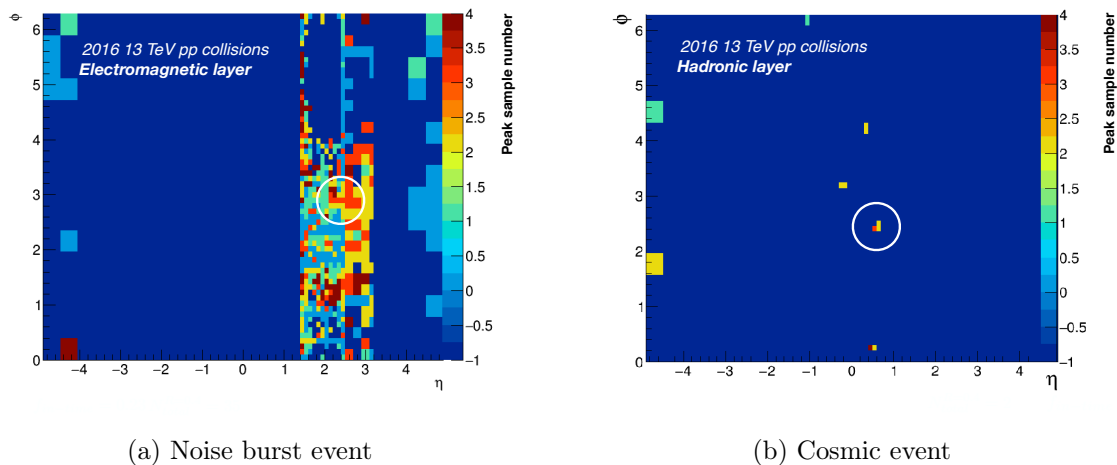 2016 13 TeV pp collisions
Electromagnetic layer
ϕ
6
5
4
3
2
1
0
−4 −3 −2 −1 0 1 2 3 4
η
4
3.5
3
2.5
2
1.5
1
0.5
0
−0.5
−1
Peak sample number
(a) Noise burst event
2016 13 TeV pp collisions
Hadronic layer
ϕ
6
5
4
3
2
1
0
−4 −3 −2 −1 0 1 2 3 4
η
4
3.5
3
2.5
2
1.5
1
0.5
0
−0.5
−1
Peak sample number
(b) Cosmic event